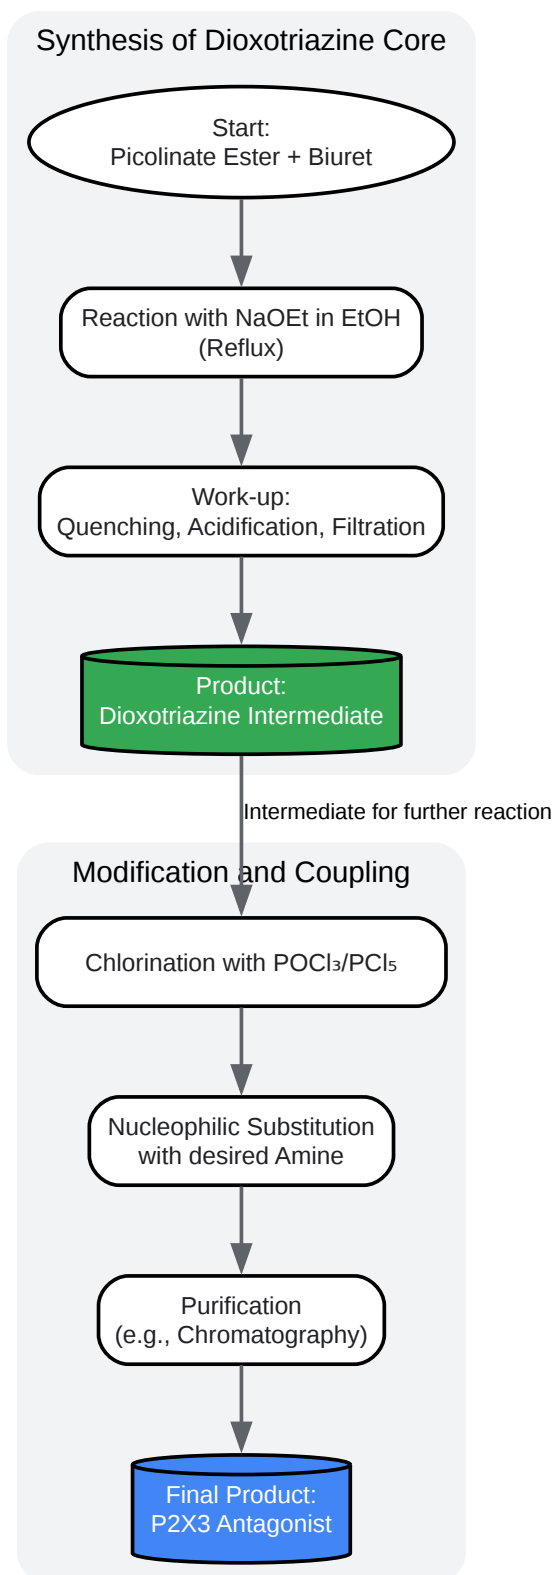 Synthesis of Dioxotriazine Core
Start:
Picolinate Ester + Biuret
Reaction with NaOEt in EtOH
(Reflux)
Work-up:
Quenching, Acidification, Filtration
Product:
Dioxotriazine Intermediate
Intermediate for further reaction
Modification and Coupling
Chlorination with POCl₃/PCl₅
Nucleophilic Substitution
with desired Amine
Purification
(e.g., Chromatography)
Final Product:
P2X3 Antagonist